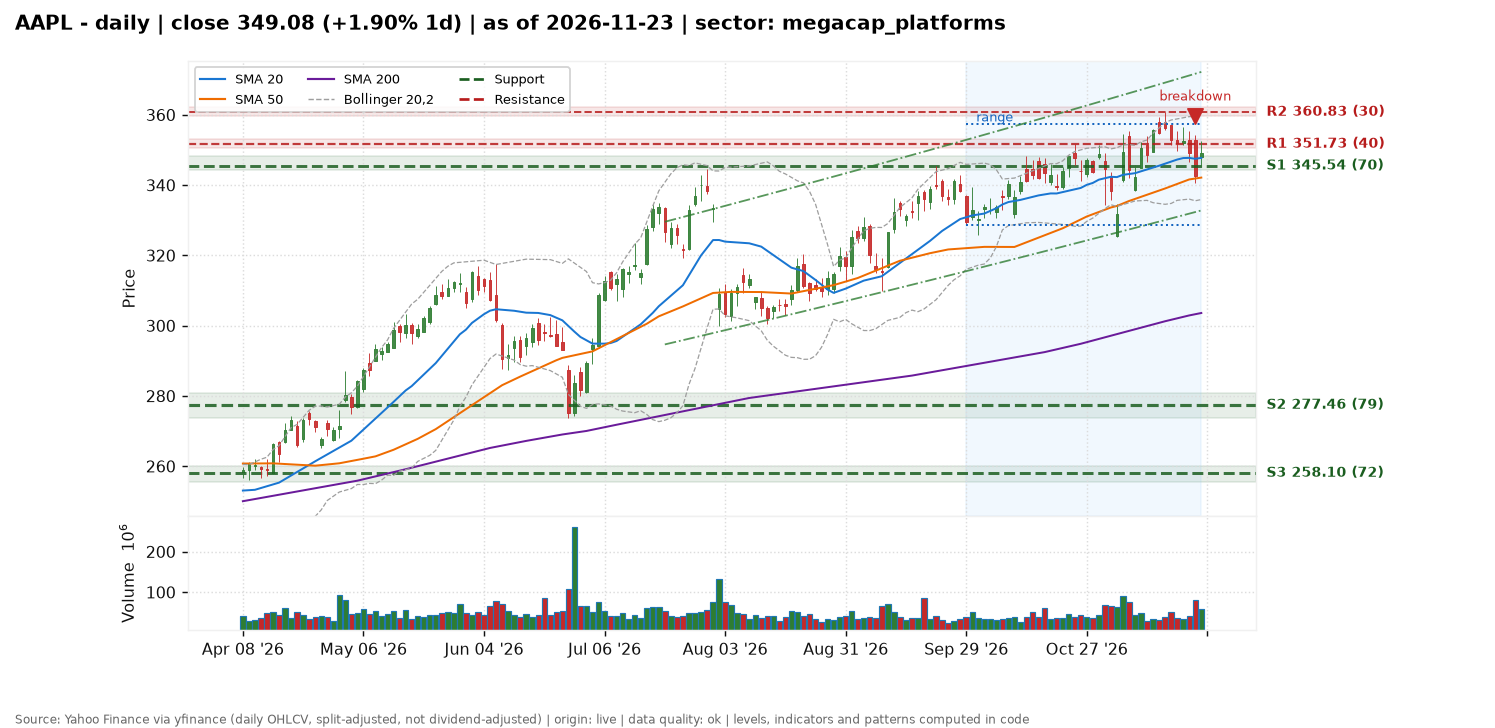 AAPL - daily | close 349.08 (+1.90% 1d) | as of 2026-11-23 | sector: megacap_platforms
SMA 20
SMA 50
SMA 200
Bollinger 20,2
Support
Resistance
breakdown
range
R2 360.83 (30)
R1 351.73 (40)
S1 345.54 (70)
S2 277.46 (79)
S3 258.10 (72)
Price
360
340
320
300
280
260
Volume 10⁶
200
100
Apr 08 '26
May 06 '26
Jun 04 '26
Jul 06 '26
Aug 03 '26
Aug 31 '26
Sep 29 '26
Oct 27 '26
Source: Yahoo Finance via yfinance (daily OHLCV, split-adjusted, not dividend-adjusted) | origin: live | data quality: ok | levels, indicators and patterns computed in code